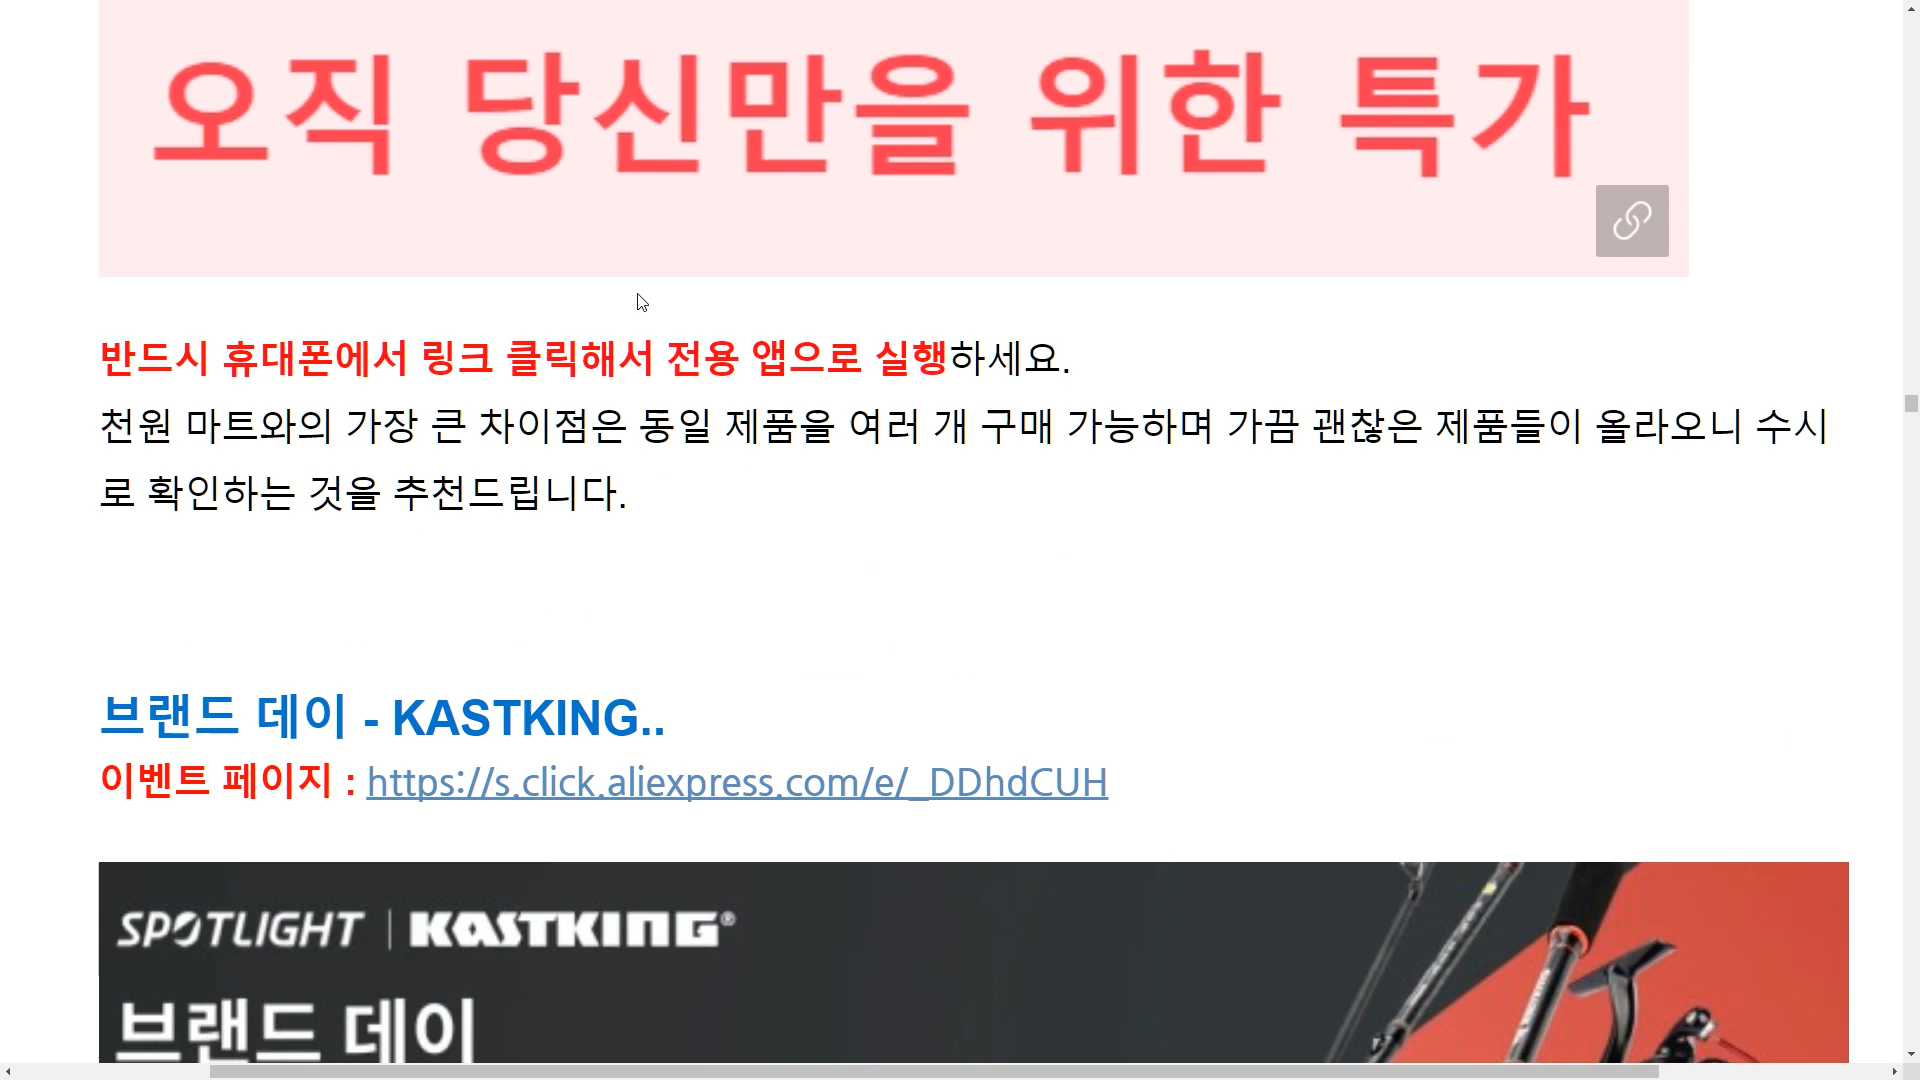 오직 당신만을 위한 특가
반드시 휴대폰에서 링크 클릭해서 전용 앱으로 실행하세요.
천원 마트와의 가장 큰 차이점은 동일 제품을 여러 개 구매 가능하며 가끔 괜찮은 제품들이 올라오니 수시
로 확인하는 것을 추천드립니다.
브랜드 데이 - KASTKING..
이벤트 페이지 : https://s.click.aliexpress.com/e/_DDhdCUH
SPOTLIGHT | KASTKING®
브랜드 데이